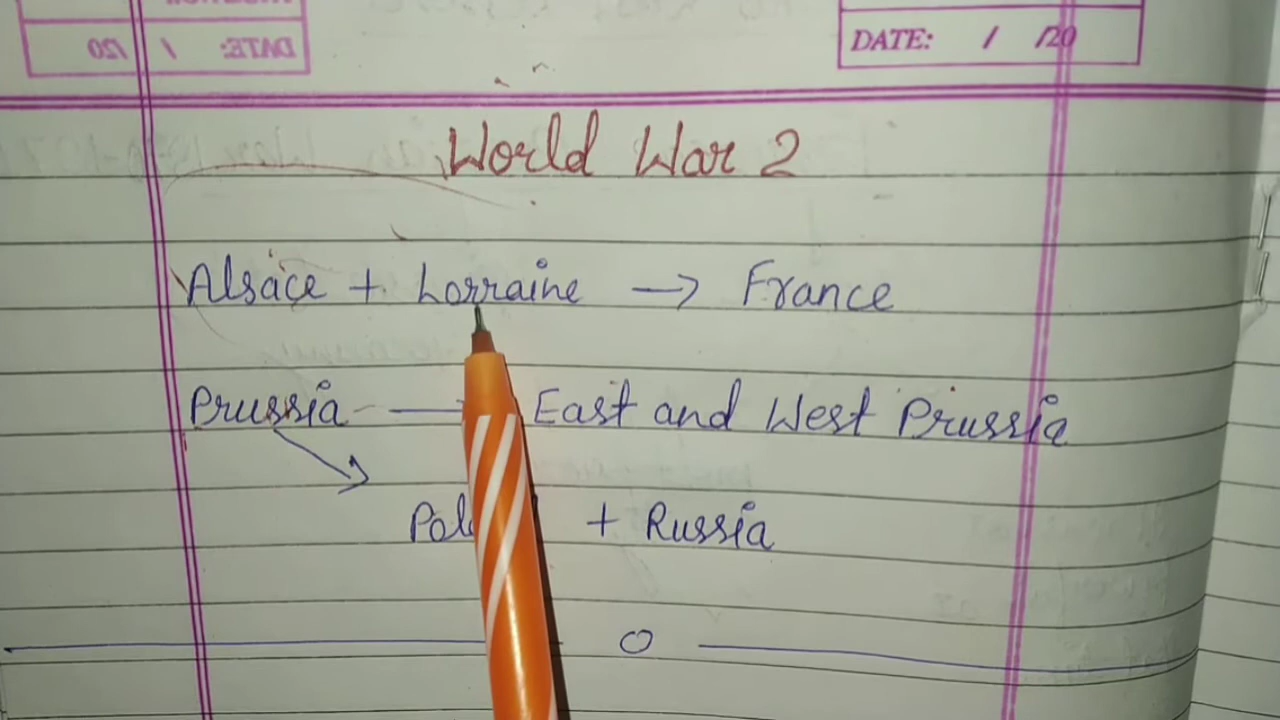 DATE: / /20
World War 2
Alsace + Lorraine → France
Prussia → East and West Prussia
+ Russia